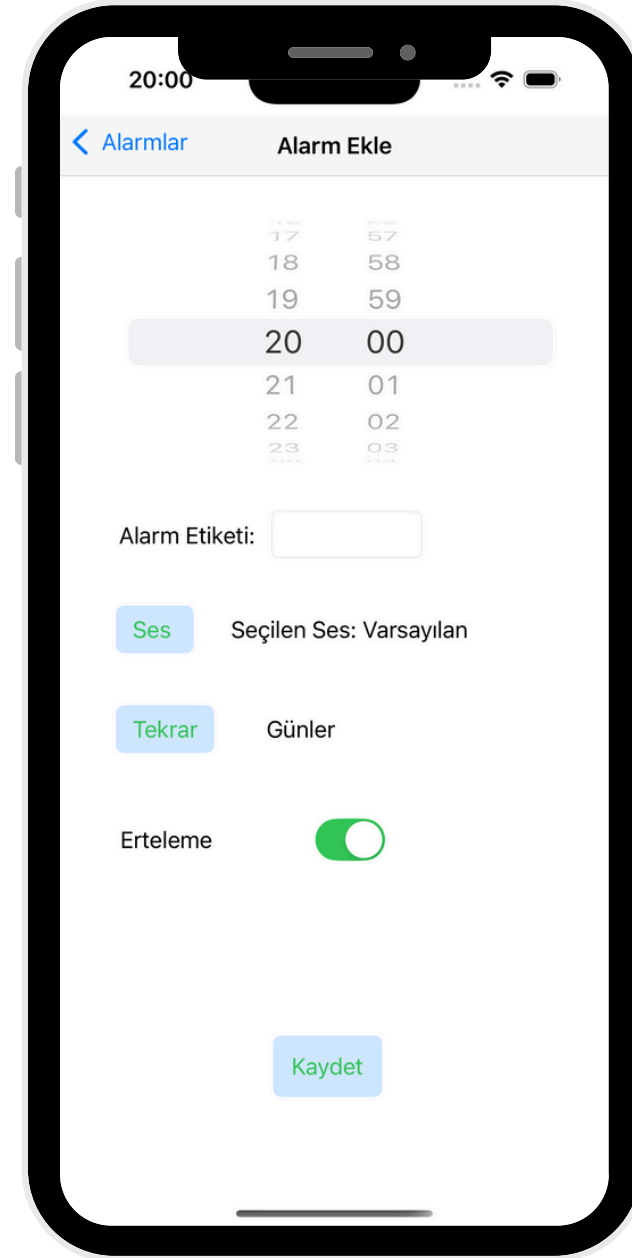 20:00
Alarmlar Alarm Ekle
17 57
18 58
19 59
20 00
21 01
22 02
23 03
Alarm Etiketi:
Ses Seçilen Ses: Varsayılan
Tekrar Günler
Erteleme
Kaydet